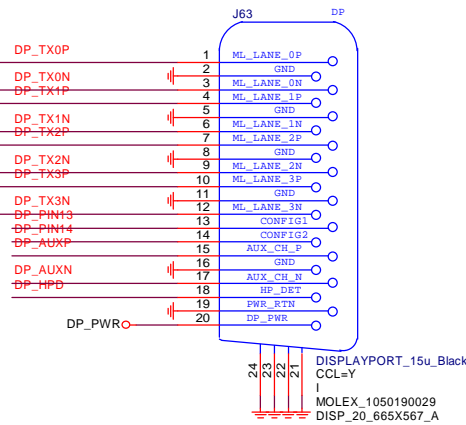 J63 DP
DP_TX0P 1 ML_LANE_0P
2 GND
DP_TX0N 3 ML_LANE_0N
DP_TX1P 4 ML_LANE_1P
5 GND
DP_TX1N 6 ML_LANE_1N
DP_TX2P 7 ML_LANE_2P
8 GND
DP_TX2N 9 ML_LANE_2N
DP_TX3P 10 ML_LANE_3P
11 GND
DP_TX3N 12 ML_LANE_3N
DP_PIN13 13 CONFIG1
DP_PIN14 14 CONFIG2
DP_AUXP 15 AUX_CH_P
16 GND
DP_AUXN 17 AUX_CH_N
DP_HPD 18 HP_DET
19 PWR_RTN
DP_PWR 20 DP_PWR
24 23 22 21
DISPLAYPORT_15u_Black
CCL=Y
I
MOLEX_1050190029
DISP_20_665X567_A